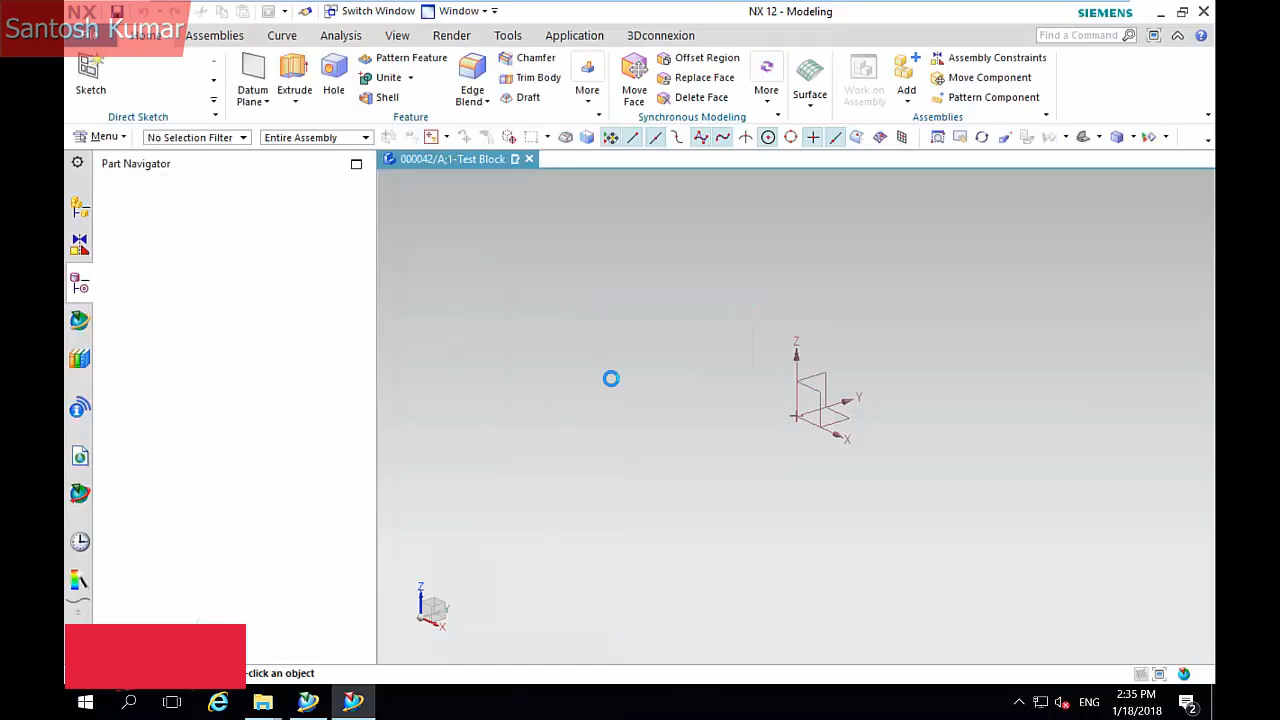 NX
Switch Window
Window
NX 12 - Modeling
SIEMENS
Santosh Kumar
Home
Assemblies
Curve
Analysis
View
Render
Tools
Application
3Dconnexion
Find a Command
Sketch
Direct Sketch
Datum Plane
Extrude
Hole
Pattern Feature
Unite
Shell
Edge Blend
Chamfer
Trim Body
Draft
More
Feature
Move Face
Offset Region
Replace Face
Delete Face
More
Synchronous Modeling
Surface
Work on Assembly
Add
Assembly Constraints
Move Component
Pattern Component
Assemblies
Menu
No Selection Filter
Entire Assembly
Part Navigator
000042/A;1-Test Block
Z
Y
X
Z
Y
X
-click an object
ENG
2:35 PM
1/18/2018
2